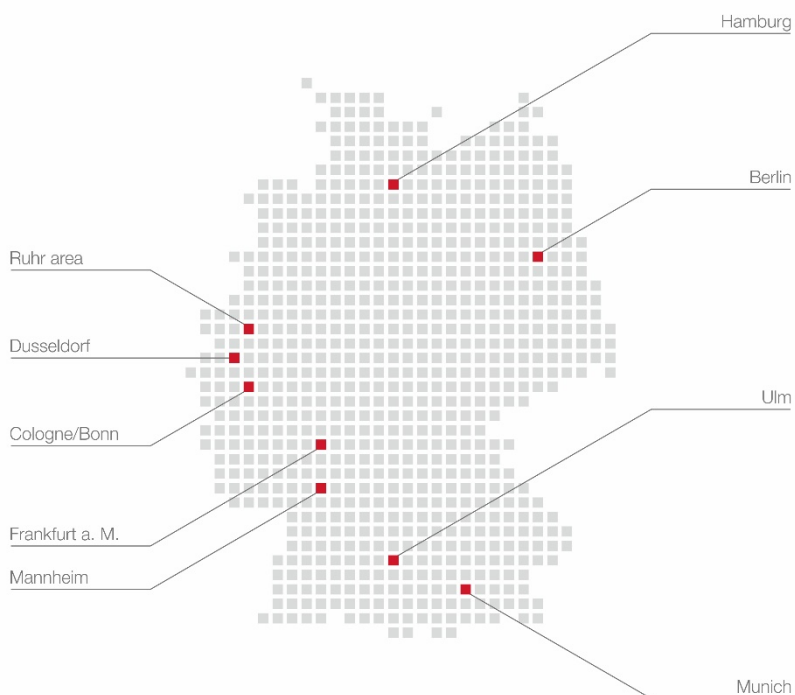 Hamburg
Berlin
Ruhr area
Dusseldorf
Ulm
Cologne/Bonn
Frankfurt a. M.
Mannheim
Munich